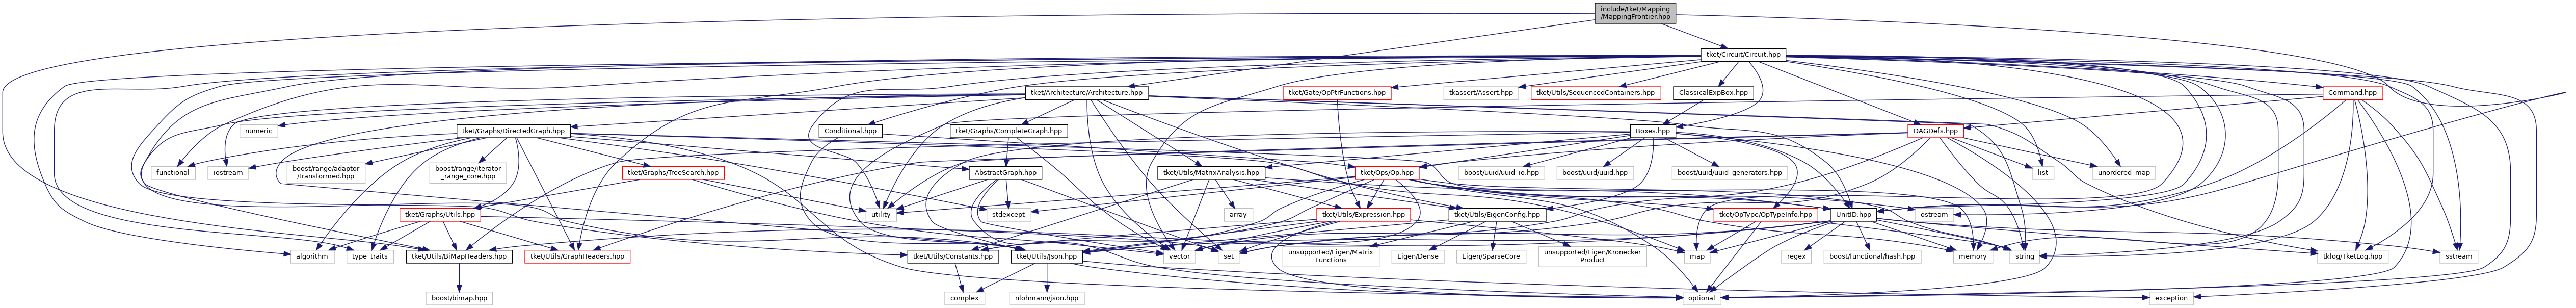 include/tket/Mapping
/MappingFrontier.hpp
tket/Circuit/Circuit.hpp
tket/Architecture/Architecture.hpp
tket/Gate/OpPtrFunctions.hpp
tkassert/Assert.hpp
tket/Utils/SequencedContainers.hpp
ClassicalExpBox.hpp
Command.hpp
numeric
tket/Graphs/DirectedGraph.hpp
Conditional.hpp
tket/Graphs/CompleteGraph.hpp
Boxes.hpp
DAGDefs.hpp
functional
iostream
boost/range/adaptor
/transformed.hpp
boost/range/iterator
_range_core.hpp
tket/Graphs/TreeSearch.hpp
AbstractGraph.hpp
tket/Utils/MatrixAnalysis.hpp
tket/Ops/Op.hpp
boost/uuid/uuid_io.hpp
boost/uuid/uuid.hpp
boost/uuid/uuid_generators.hpp
list
unordered_map
tket/Graphs/Utils.hpp
utility
stdexcept
array
tket/Utils/Expression.hpp
tket/Utils/EigenConfig.hpp
tket/OpType/OpTypeInfo.hpp
UnitID.hpp
ostream
algorithm
type_traits
tket/Utils/BiMapHeaders.hpp
tket/Utils/GraphHeaders.hpp
tket/Utils/Constants.hpp
tket/Utils/Json.hpp
vector
set
unsupported/Eigen/Matrix
Functions
Eigen/Dense
Eigen/SparseCore
unsupported/Eigen/Kronecker
Product
map
regex
boost/functional/hash.hpp
memory
string
tklog/TketLog.hpp
sstream
boost/bimap.hpp
complex
nlohmann/json.hpp
optional
exception